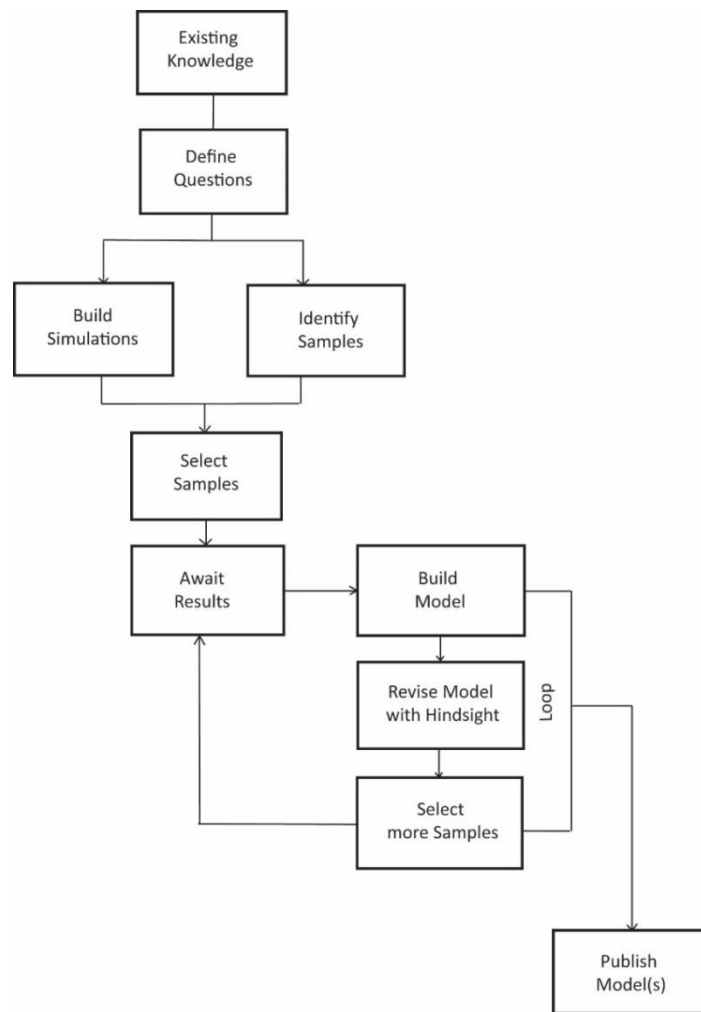 Existing
Knowledge
Define
Questions
Build
Simulations
Identify
Samples
Select
Samples
Await
Results
Build
Model
Revise Model
with Hindsight
Loop
Select
more Samples
Publish
Model(s)